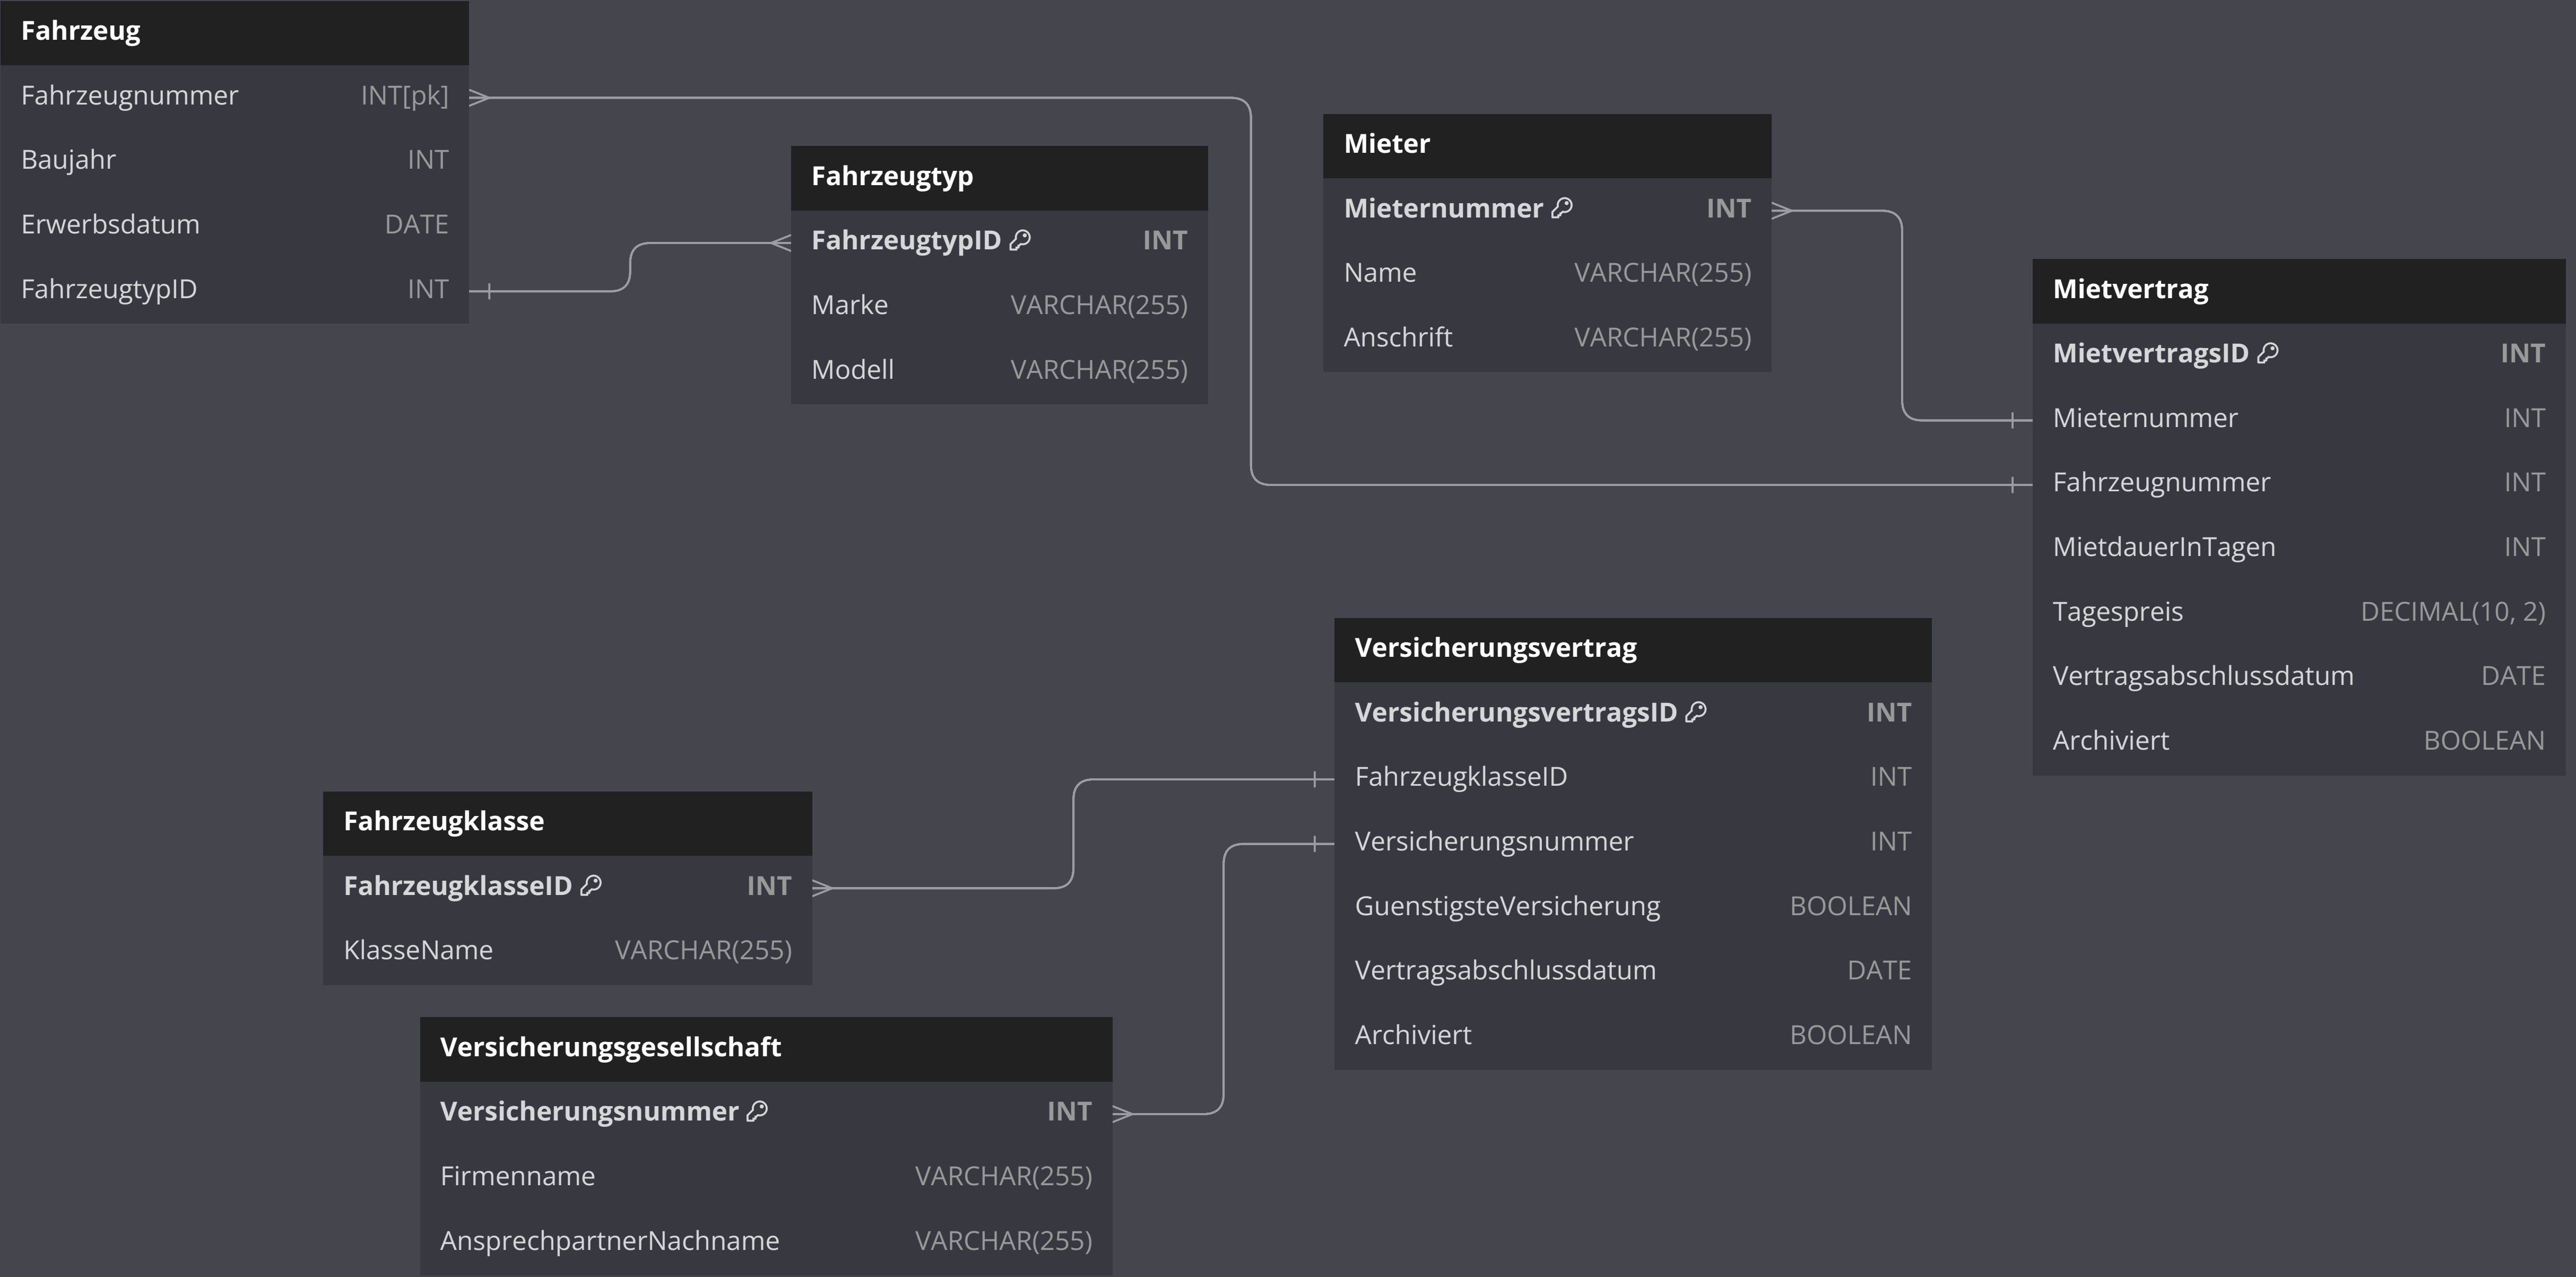 Fahrzeug
Fahrzeugnummer INT[pk]
Baujahr INT
Erwerbsdatum DATE
FahrzeugtypID INT
Fahrzeugtyp
FahrzeugtypID INT
Marke VARCHAR(255)
Modell VARCHAR(255)
Mieter
Mieternummer INT
Name VARCHAR(255)
Anschrift VARCHAR(255)
Mietvertrag
MietvertragsID INT
Mieternummer INT
Fahrzeugnummer INT
MietdauerInTagen INT
Tagespreis DECIMAL(10, 2)
Vertragsabschlussdatum DATE
Archiviert BOOLEAN
Versicherungsvertrag
VersicherungsvertragsID INT
FahrzeugklasseID INT
Versicherungsnummer INT
GuenstigsteVersicherung BOOLEAN
Vertragsabschlussdatum DATE
Archiviert BOOLEAN
Fahrzeugklasse
FahrzeugklasseID INT
KlasseName VARCHAR(255)
Versicherungsgesellschaft
Versicherungsnummer INT
Firmenname VARCHAR(255)
AnsprechpartnerNachname VARCHAR(255)